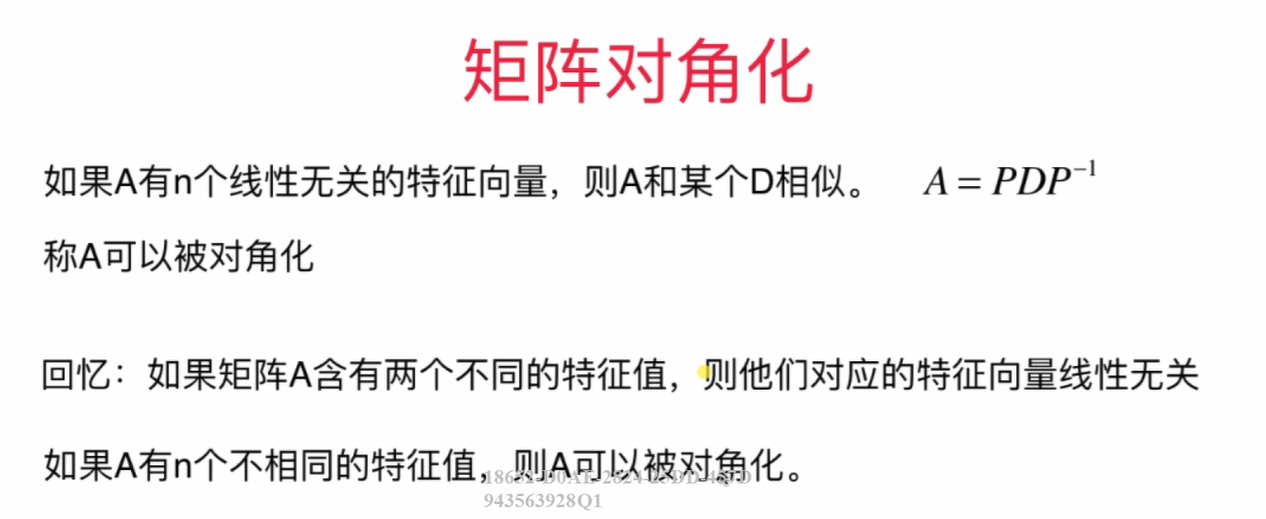 矩阵对角化
如果A有n个线性无关的特征向量，则A和某个D相似。 A = PDP⁻¹
称A可以被对角化
回忆：如果矩阵A含有两个不同的特征值，则他们对应的特征向量线性无关
如果A有n个不相同的特征值，则A可以被对角化。
943563928Q1